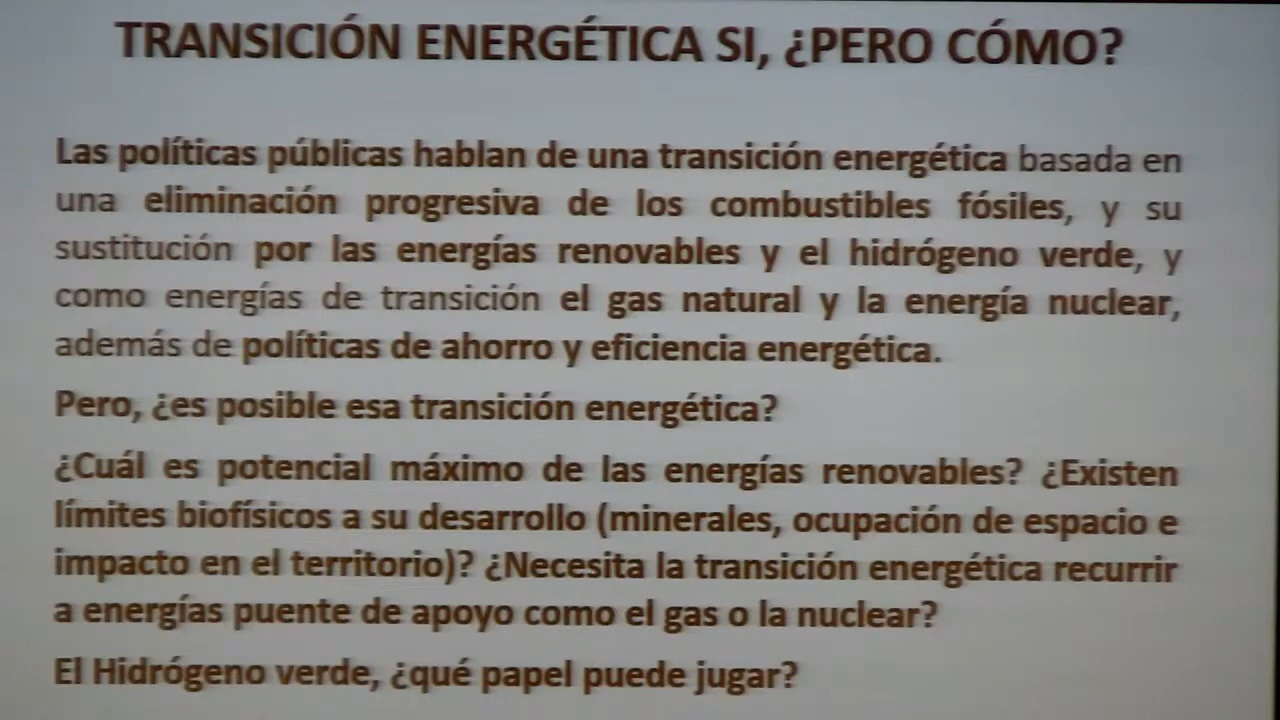 TRANSICIÓN ENERGÉTICA SI, ¿PERO CÓMO?
Las políticas públicas hablan de una transición energética basada en
una eliminación progresiva de los combustibles fósiles, y su
sustitución por las energías renovables y el hidrógeno verde, y
como energías de transición el gas natural y la energía nuclear,
además de políticas de ahorro y eficiencia energética.
Pero, ¿es posible esa transición energética?
¿Cuál es potencial máximo de las energías renovables? ¿Existen
límites biofísicos a su desarrollo (minerales, ocupación de espacio e
impacto en el territorio)? ¿Necesita la transición energética recurrir
a energías puente de apoyo como el gas o la nuclear?
El Hidrógeno verde, ¿qué papel puede jugar?